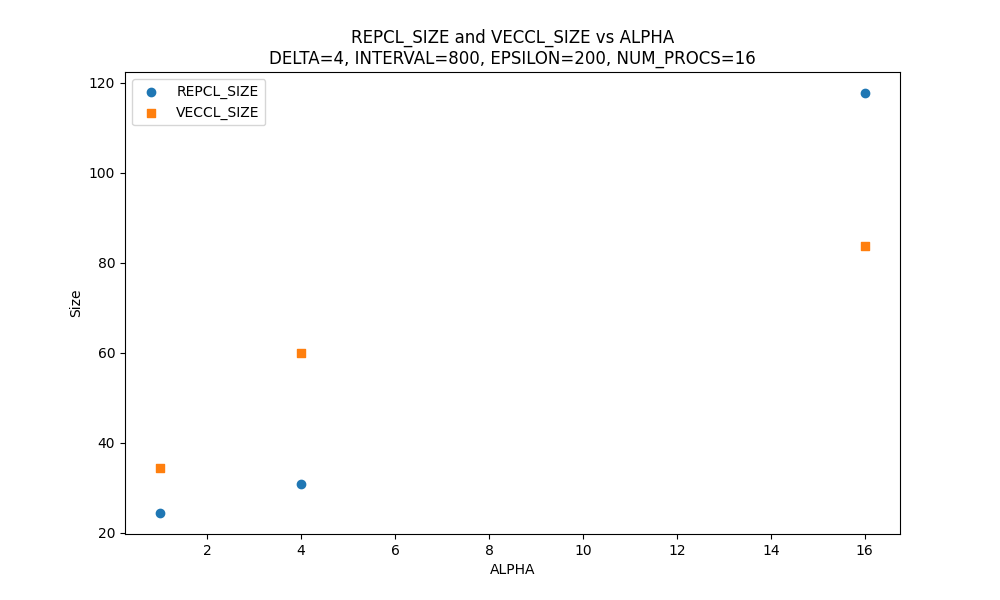 REPCL_SIZE and VECCL_SIZE vs ALPHA
DELTA=4, INTERVAL=800, EPSILON=200, NUM_PROCS=16
REPCL_SIZE
VECCL_SIZE
120
100
80
60
40
20
Size
2 4 6 8 10 12 14 16
ALPHA